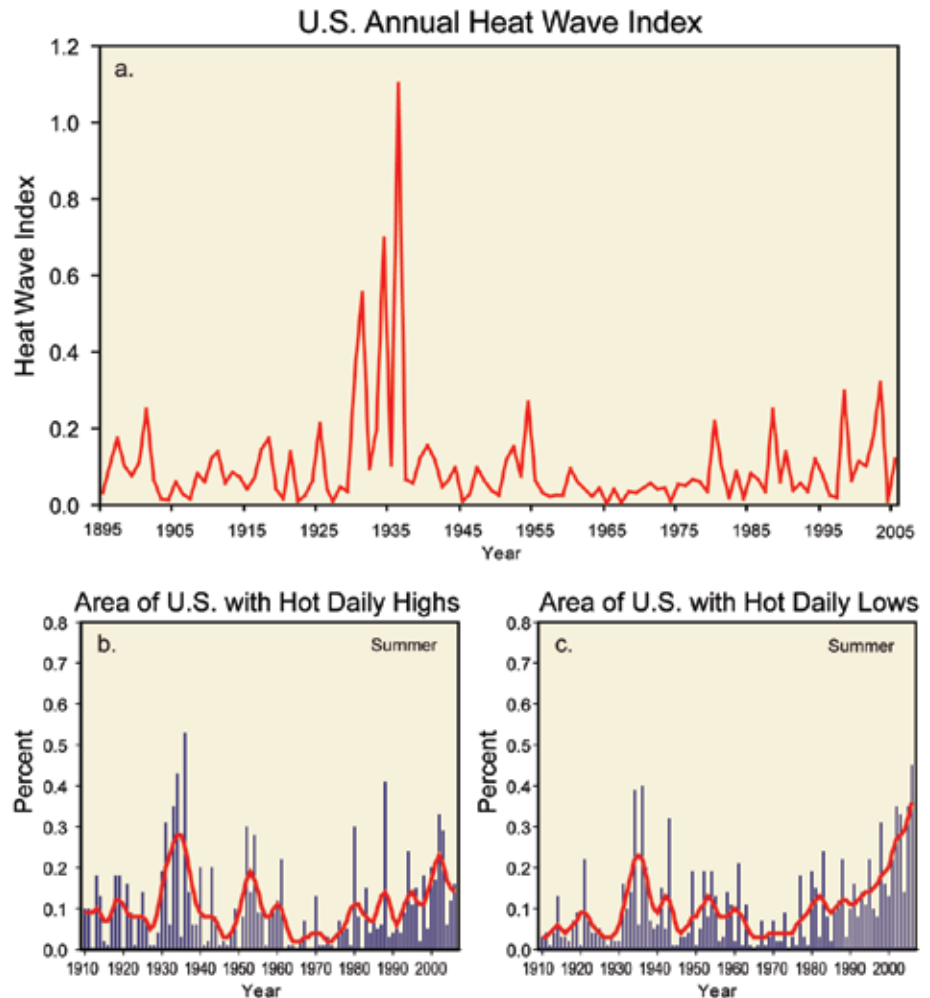 U.S. Annual Heat Wave Index
a.
1.2
1.0
0.8
0.6
0.4
0.2
0.0
Heat Wave Index
1895 1905 1915 1925 1935 1945 1955 1965 1975 1985 1995 2005
Year
Area of U.S. with Hot Daily Highs
b.
Summer
0.8
0.7
0.6
0.5
0.4
0.3
0.2
0.1
0.0
Percent
1910 1920 1930 1940 1950 1960 1970 1980 1990 2000
Year
Area of U.S. with Hot Daily Lows
c.
Summer
0.8
0.7
0.6
0.5
0.4
0.3
0.2
0.1
0.0
Percent
1910 1920 1930 1940 1950 1960 1970 1980 1990 2000
Year